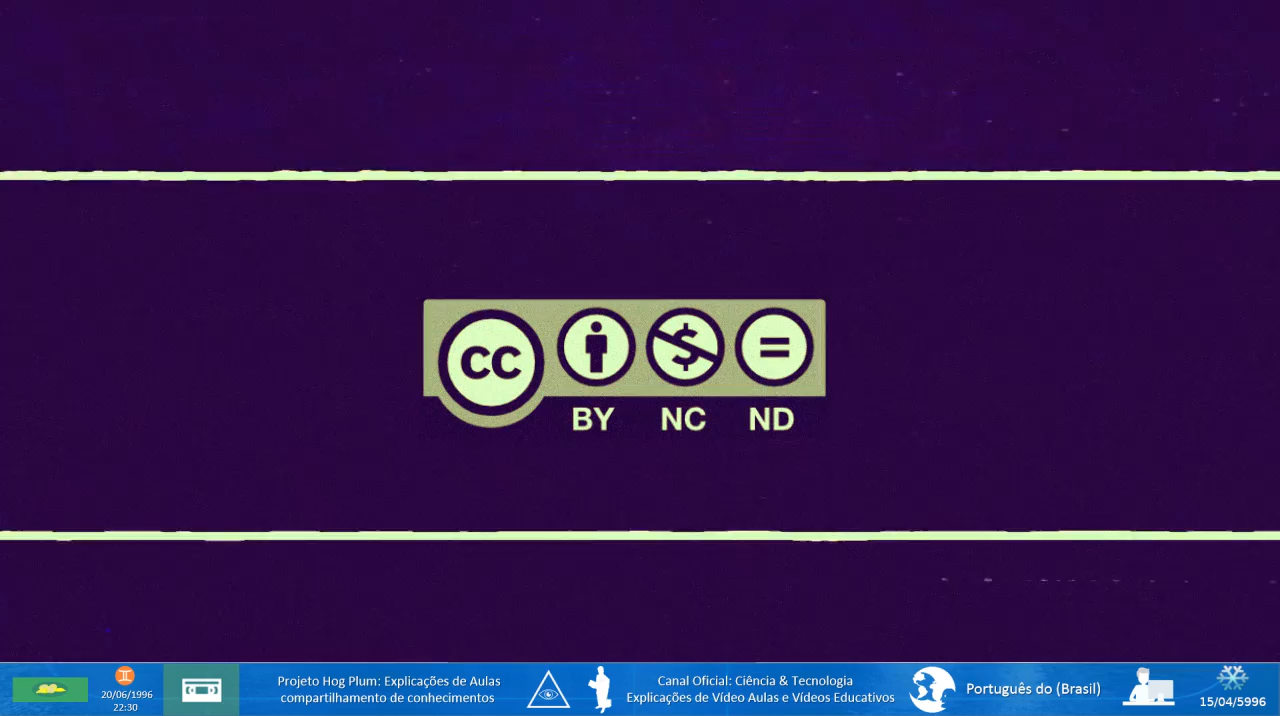 CC
BY NC ND
20/06/1996
22:30
Projeto Hog Plum: Explicações de Aulas
compartilhamento de conhecimentos
Canal Oficial: Ciência & Tecnologia
Explicações de Vídeo Aulas e Vídeos Educativos
Português do (Brasil)
15/04/5996